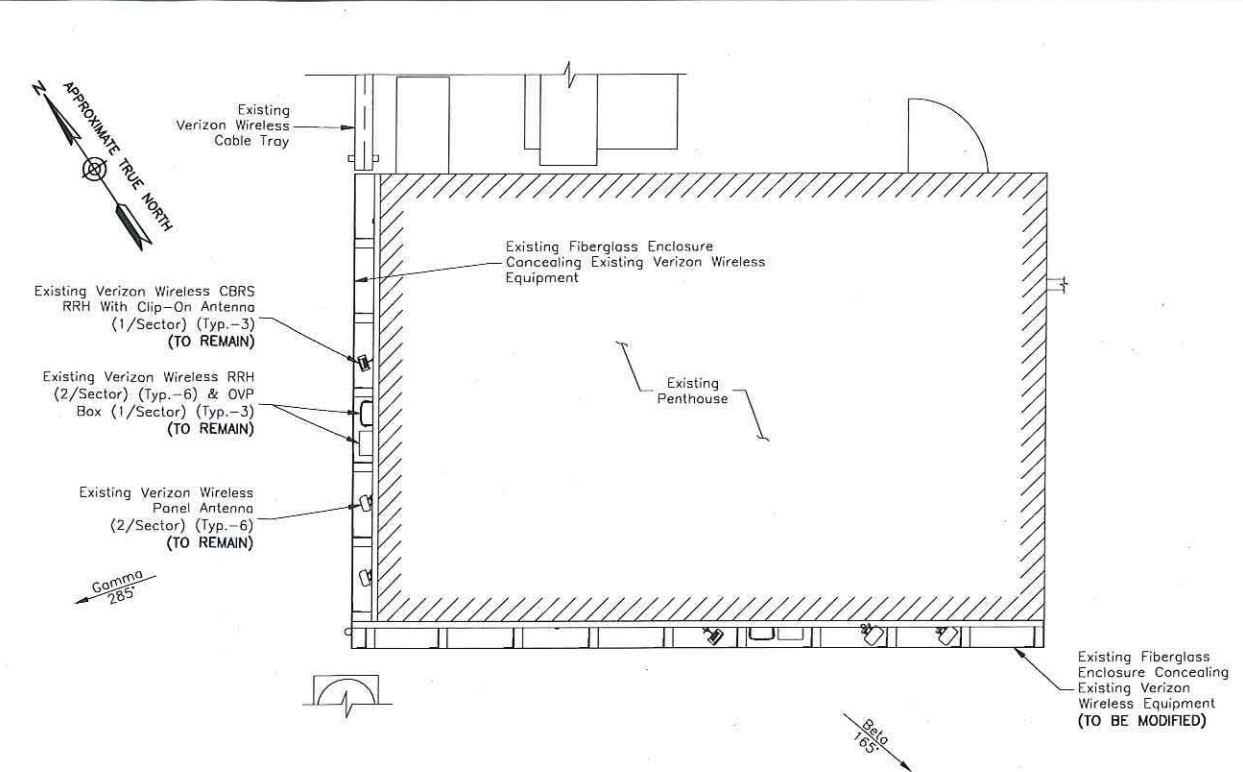 N
APPROXIMATE TRUE NORTH
Existing
Verizon Wireless
Cable Tray
Existing Fiberglass Enclosure
Concealing Existing Verizon Wireless
Equipment
Existing Verizon Wireless CBRS
RRH With Clip-On Antenna
(1/Sector) (Typ.-3)
(TO REMAIN)
Existing Verizon Wireless RRH
(2/Sector) (Typ.-6) & OVP
Box (1/Sector) (Typ.-3)
(TO REMAIN)
Existing
Penthouse
Existing Verizon Wireless
Panel Antenna
(2/Sector) (Typ.-6)
(TO REMAIN)
Gamma
285°
Existing Fiberglass
Enclosure Concealing
Existing Verizon
Wireless Equipment
(TO BE MODIFIED)
Beta
165°